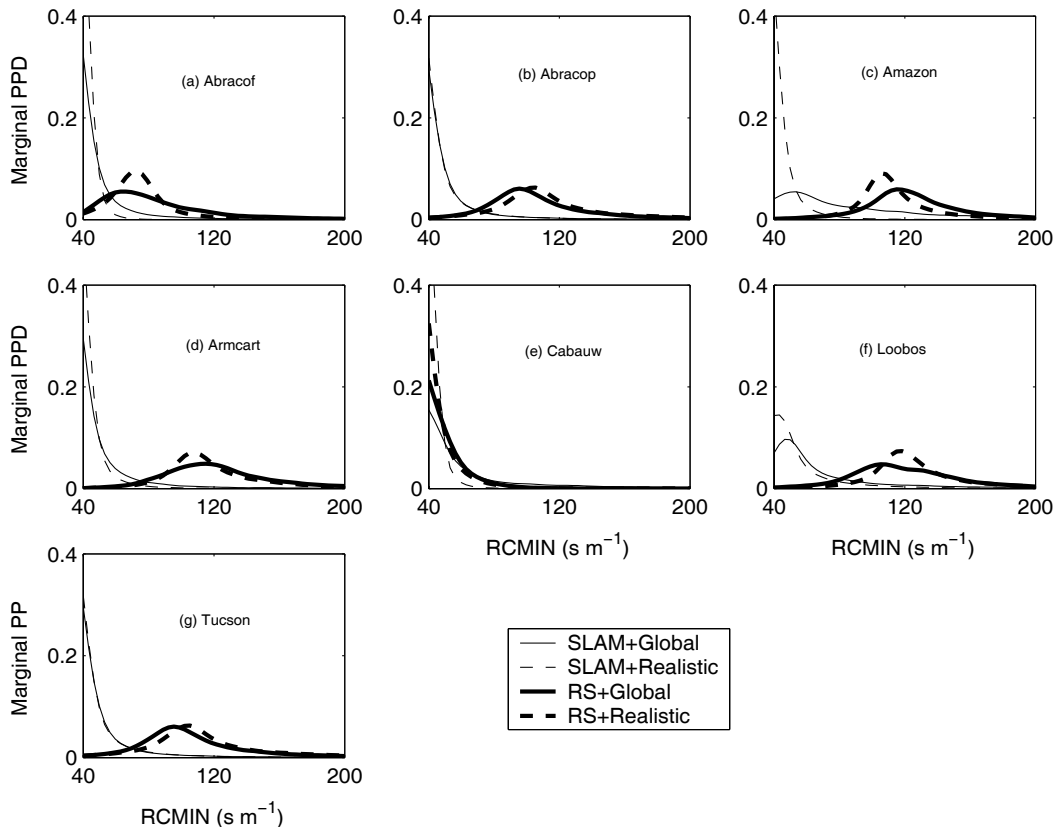 0.4
0.2
0
Marginal PPD
(a) Abracof
40
120
200
0.4
0.2
0
(b) Abracop
40
120
200
0.4
0.2
0
(c) Amazon
40
120
200
0.4
0.2
0
Marginal PPD
(d) Armcart
40
120
200
0.4
0.2
0
(e) Cabauw
40
120
200
RCMIN (s m⁻¹)
0.4
0.2
0
(f) Loobos
40
120
200
RCMIN (s m⁻¹)
0.4
0.2
0
Marginal PP
(g) Tucson
40
120
200
RCMIN (s m⁻¹)
SLAM+Global
SLAM+Realistic
RS+Global
RS+Realistic